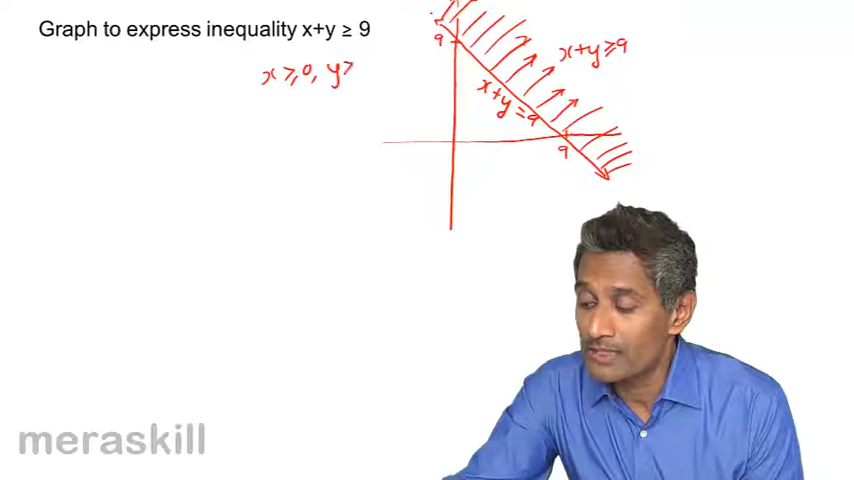 Graph to express inequality x+y ≥ 9
x ≥ 0, y ≥
9
x+y ≥ 9
x+y = 9
9
meraskill